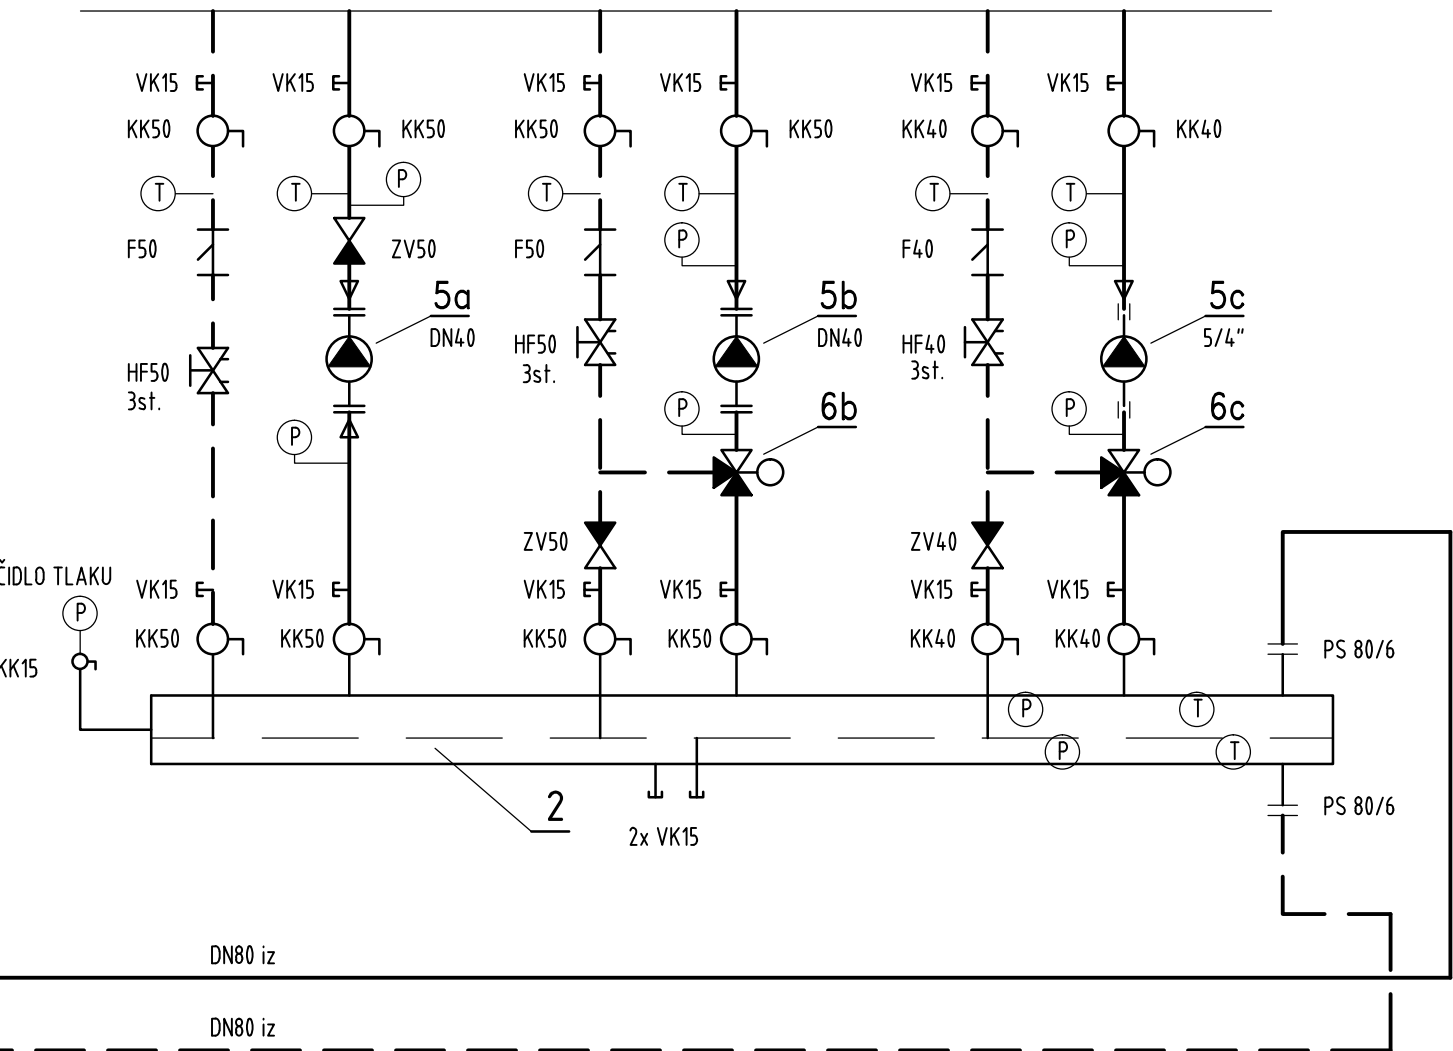 VK15 VK15 VK15 VK15 VK15 VK15
KK50 KK50 KK50 KK50 KK40 KK40
T T P T T T T
F50 ZV50 F50 P F40 P
5a 5b 5c
DN40 DN40 5/4"
HF50 HF50 HF40
3st. 3st. 3st.
P P 6b P 6c
ZV50 ZV40
ČIDLO TLAKU VK15 VK15 VK15 VK15 VK15 VK15
P
KK50 KK50 KK50 KK50 KK40 KK40
KK15 PS 80/6
P T
P T
2 PS 80/6
2x VK15
DN80 iz
DN80 iz